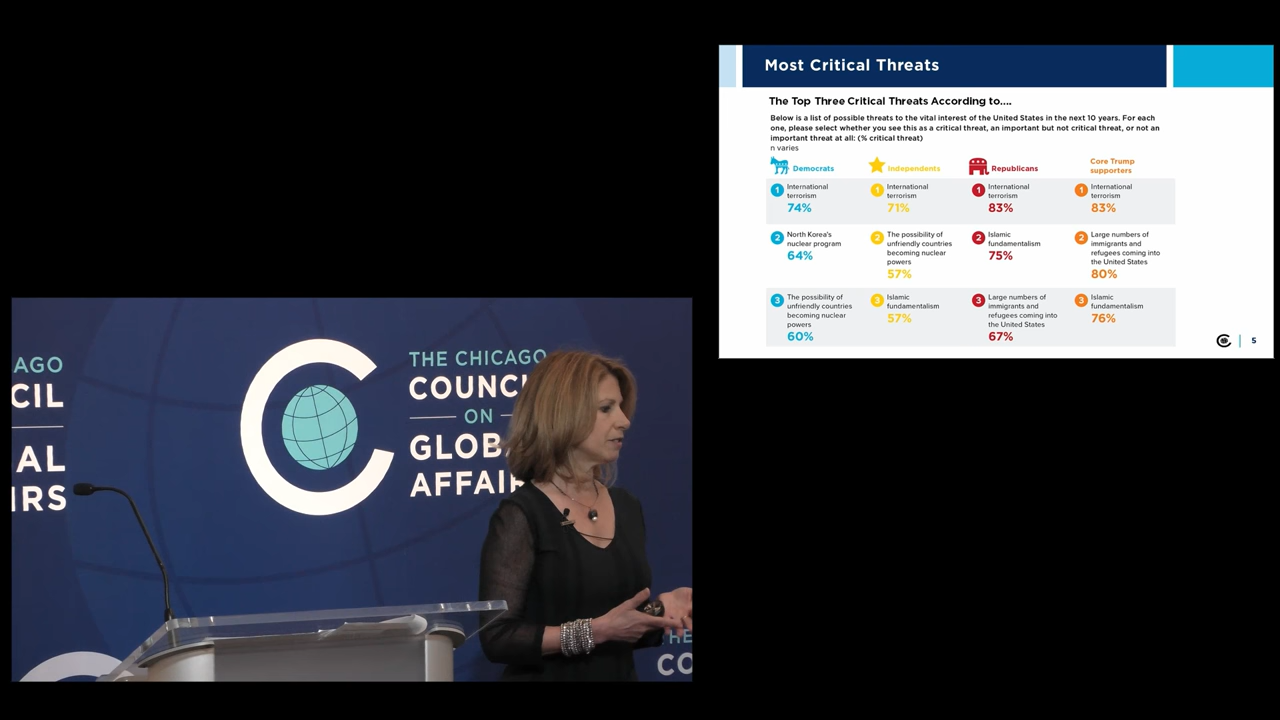 Most Critical Threats
The Top Three Critical Threats According to....
Below is a list of possible threats to the vital interest of the United States in the next 10 years. For each
one, please select whether you see this as a critical threat, an important but not critical threat, or not an
important threat at all: (% critical threat)
n varies
Democrats
Independents
Republicans
Core Trump
supporters
1
International
terrorism
74%
1
International
terrorism
71%
1
International
terrorism
83%
1
International
terrorism
83%
2
North Korea's
nuclear program
64%
2
The possibility of
unfriendly countries
becoming nuclear
powers
57%
2
Islamic
fundamentalism
75%
2
Large numbers of
immigrants and
refugees coming into
the United States
80%
3
The possibility of
unfriendly countries
becoming nuclear
powers
60%
3
Islamic
fundamentalism
57%
3
Large numbers of
immigrants and
refugees coming into
the United States
67%
3
Islamic
fundamentalism
76%
5
AGO
CIL
AL
IRS
THE CHICAGO
COUNCI
ON
GLOBA
AFFAIR
HE
CO